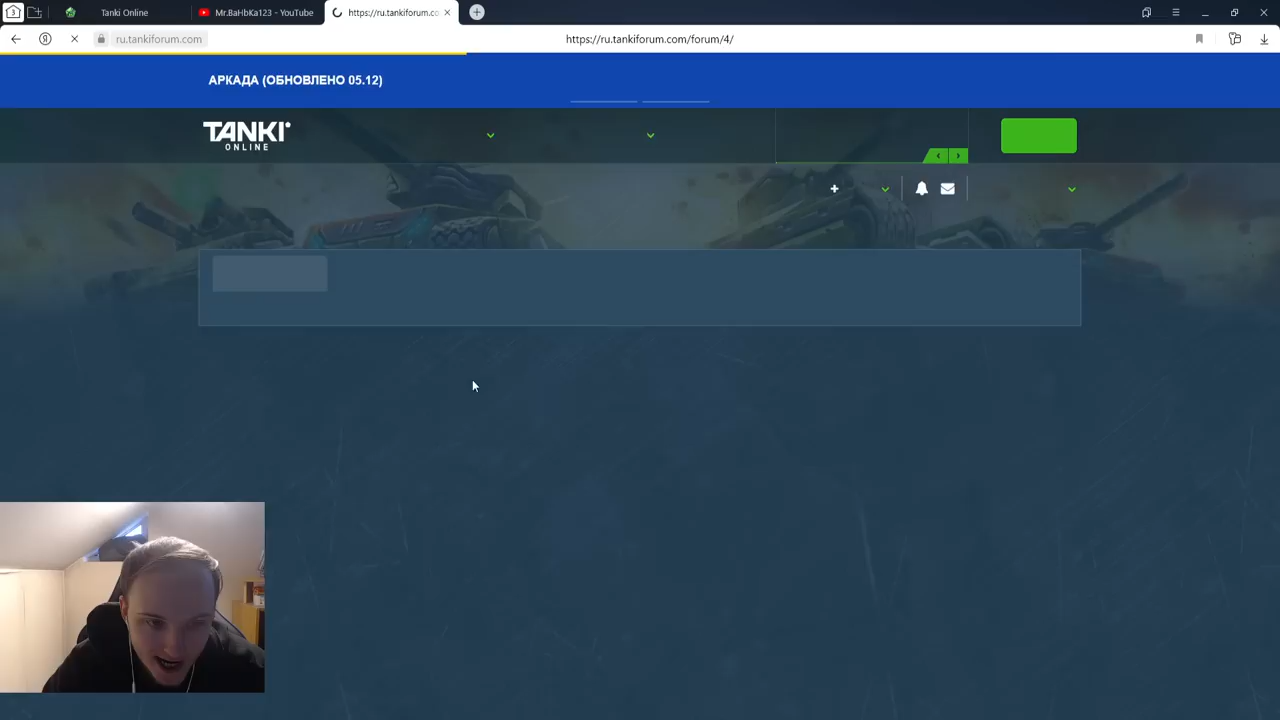 3
Tanki Online
Mr.BaHbKa123 - YouTube
https://ru.tankiforum.co
ru.tankiforum.com
https://ru.tankiforum.com/forum/4/
АРКАДА (ОБНОВЛЕНО 05.12)
TANKI
ONLINE